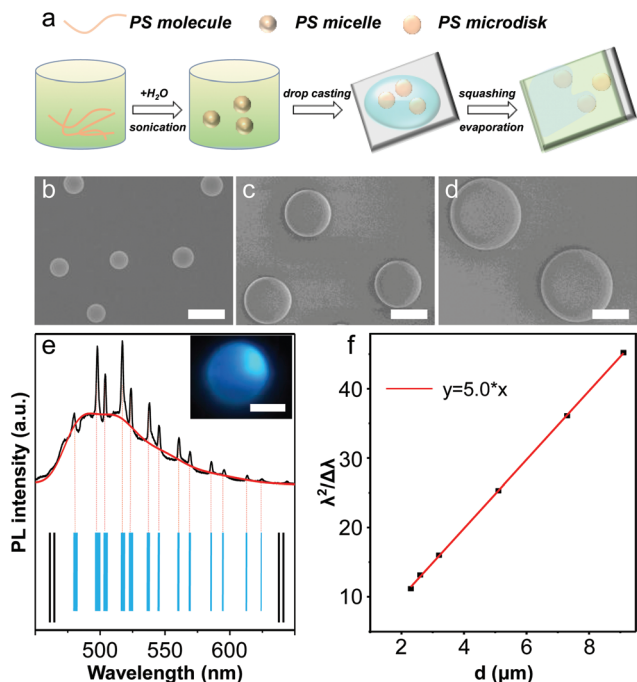 a
PS molecule
PS micelle
PS microdisk
+H₂O
sonication
drop casting
squashing
evaporation
b
c
d
e
PL intensity (a.u.)
500
550
600
Wavelength (nm)
f
y=5.0*x
λ²/Δλ
40
30
20
10
2
4
6
8
d (μm)